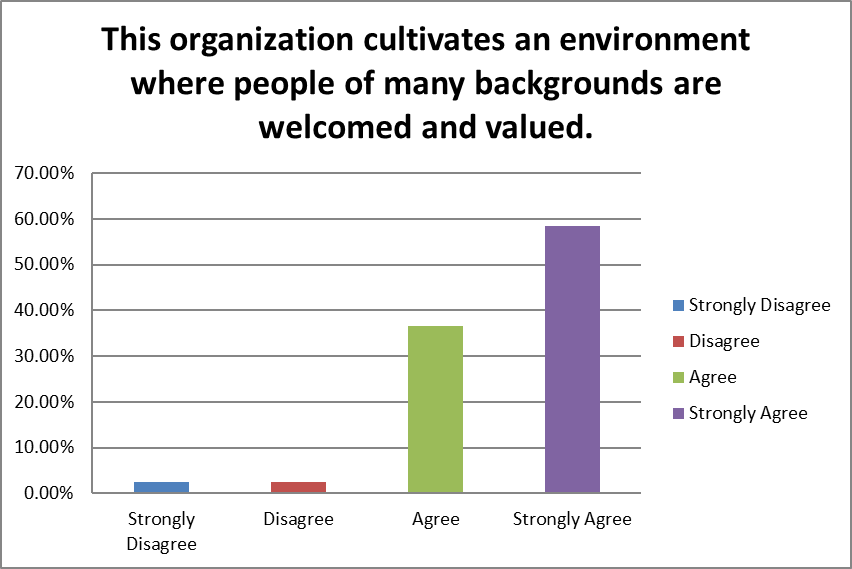 This organization cultivates an environment
where people of many backgrounds are
welcomed and valued.
70.00%
60.00%
50.00%
40.00%
30.00%
20.00%
10.00%
0.00%
Strongly
Disagree
Disagree
Agree
Strongly Agree
Strongly Disagree
Disagree
Agree
Strongly Agree